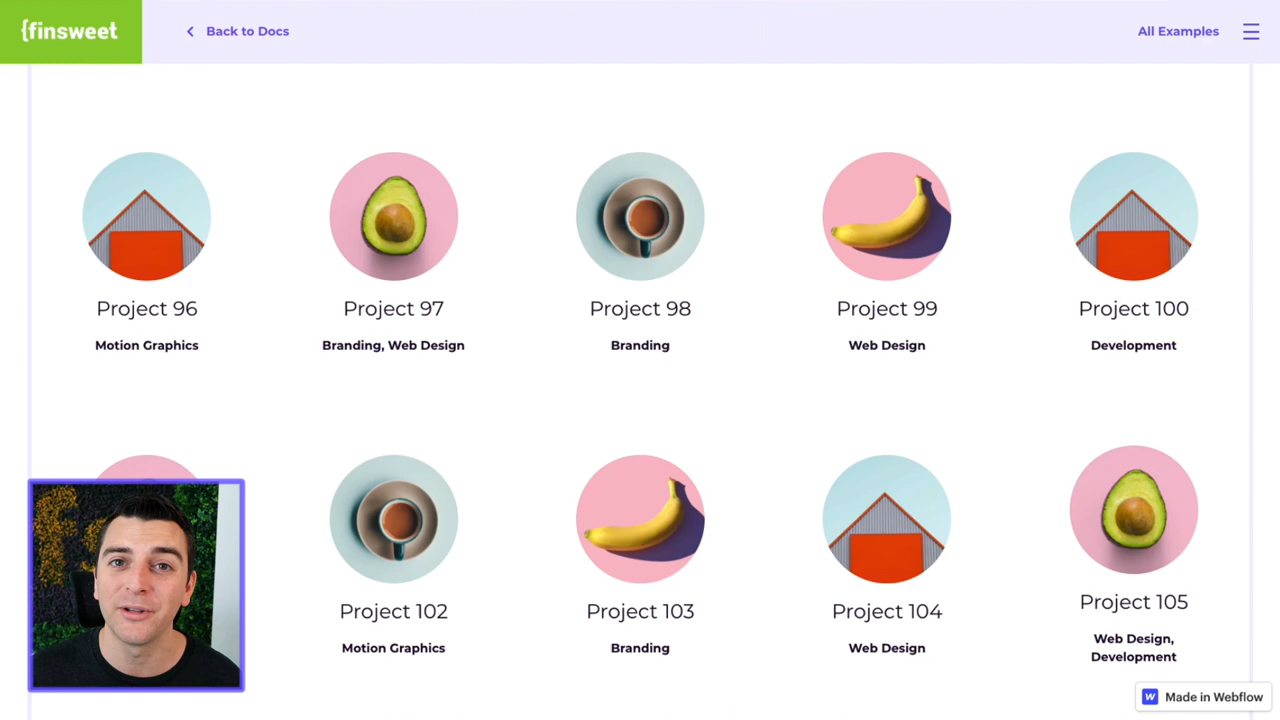 {finsweet
Back to Docs
All Examples
Project 96
Project 97
Project 98
Project 99
Project 100
Motion Graphics
Branding, Web Design
Branding
Web Design
Development
Project 102
Project 103
Project 104
Project 105
Motion Graphics
Branding
Web Design
Web Design,
Development
W Made in Webflow